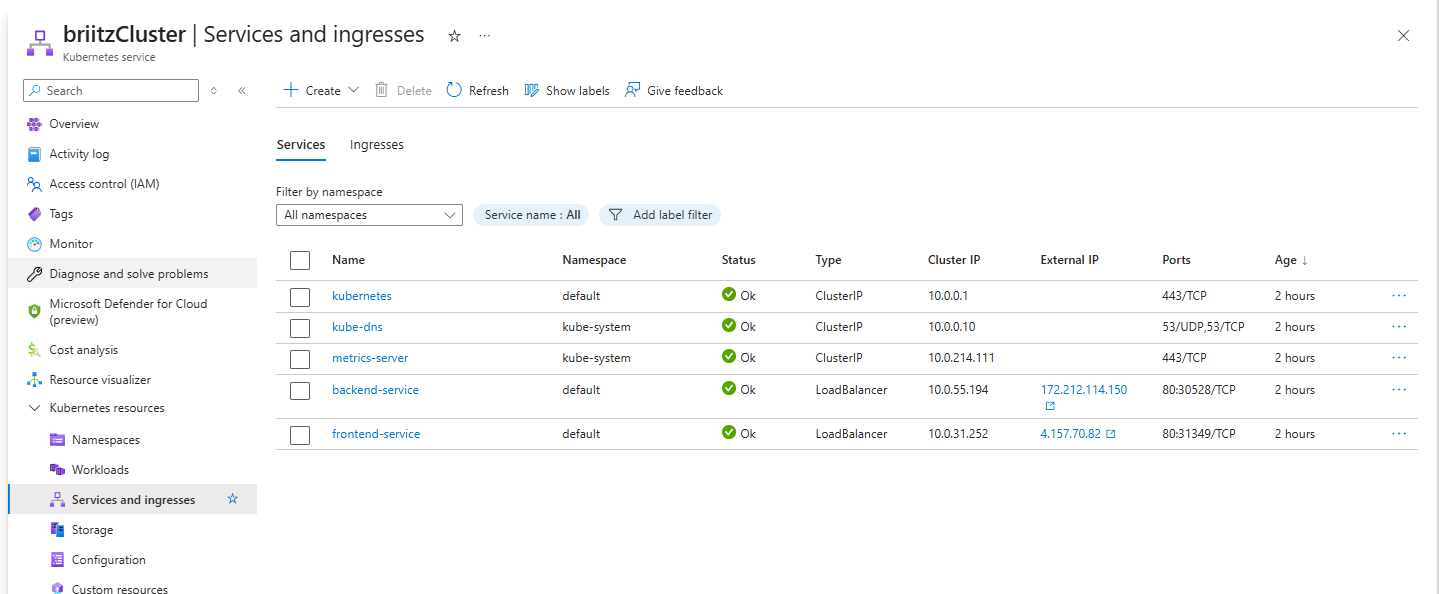 briitzCluster | Services and ingresses
Kubernetes service
Search
Create Delete Refresh Show labels Give feedback
Overview
Activity log
Access control (IAM)
Tags
Monitor
Diagnose and solve problems
Microsoft Defender for Cloud
(preview)
Cost analysis
Resource visualizer
Kubernetes resources
Namespaces
Workloads
Services and ingresses
Storage
Configuration
Custom resources
Services Ingresses
Filter by namespace
All namespaces Service name : All Add label filter
Name Namespace Status Type Cluster IP External IP Ports Age ↓
kubernetes default Ok ClusterIP 10.0.0.1 443/TCP 2 hours
kube-dns kube-system Ok ClusterIP 10.0.0.10 53/UDP,53/TCP 2 hours
metrics-server kube-system Ok ClusterIP 10.0.214.111 443/TCP 2 hours
backend-service default Ok LoadBalancer 10.0.55.194 172.212.114.150 80:30528/TCP 2 hours
frontend-service default Ok LoadBalancer 10.0.31.252 4.157.70.82 80:31349/TCP 2 hours